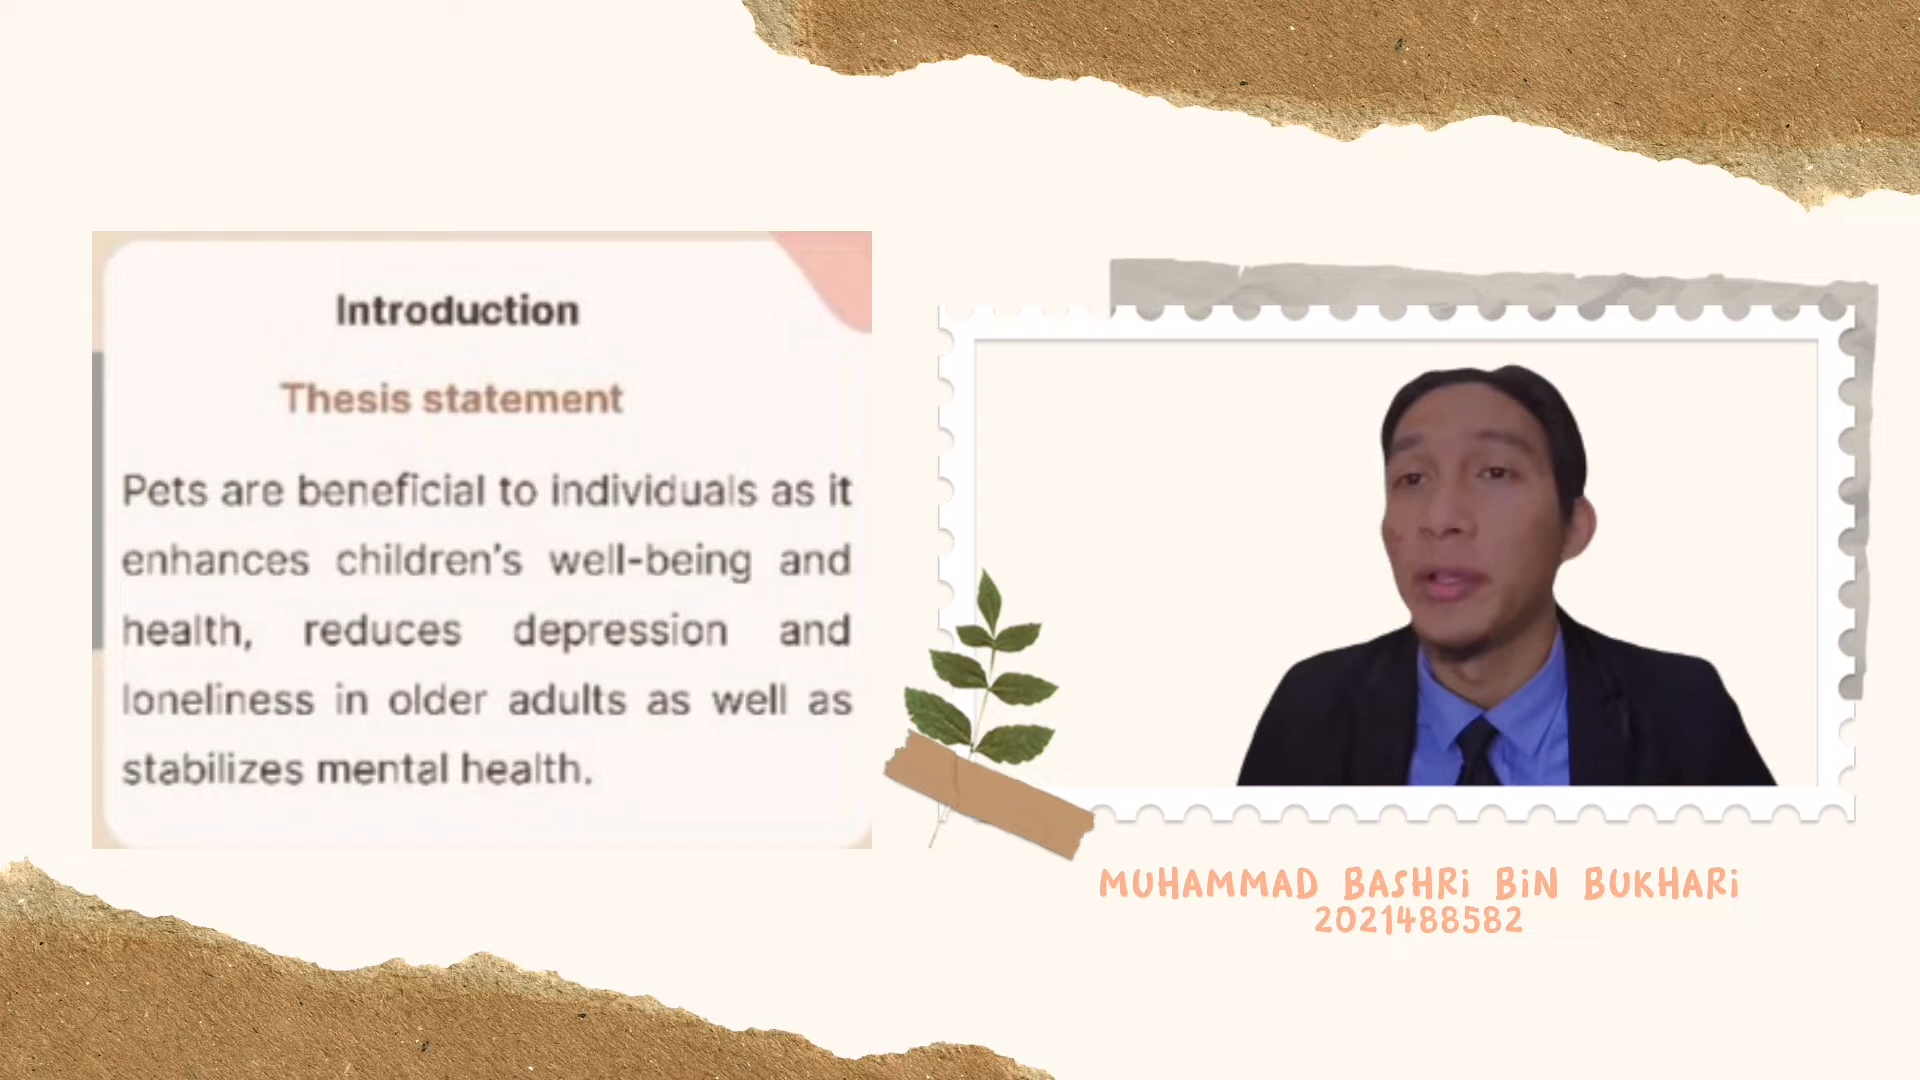 Introduction
Thesis statement
Pets are beneficial to individuals as it
enhances children's well-being and
health, reduces depression and
loneliness in older adults as well as
stabilizes mental health.
MUHAMMAD BASHRi BiN BUKHARi
2021488582